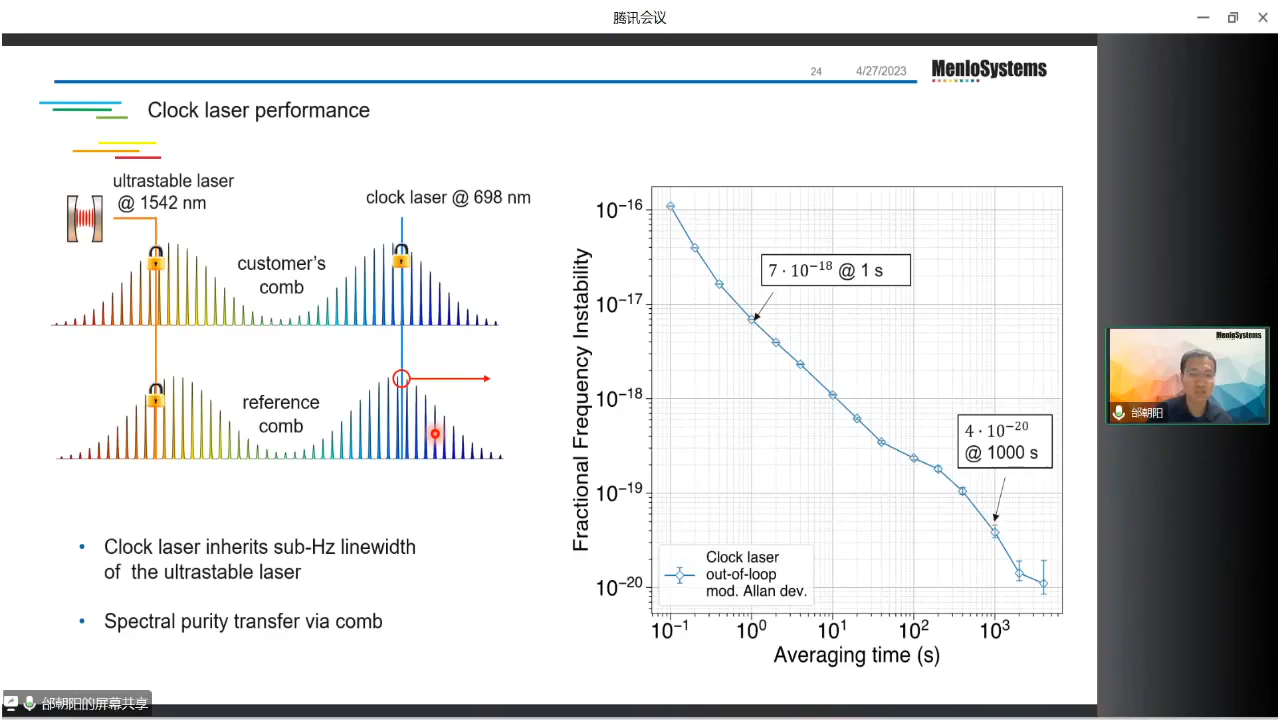 腾讯会议
24 4/27/2023 MenloSystems
Clock laser performance
ultrastable laser
@ 1542 nm
clock laser @ 698 nm
customer's
comb
reference
comb
Clock laser inherits sub-Hz linewidth
of the ultrastable laser
Spectral purity transfer via comb
Fractional Frequency Instability
10⁻¹⁶
10⁻¹⁷
10⁻¹⁸
10⁻¹⁹
10⁻²⁰
7 · 10⁻¹⁸ @ 1 s
4 · 10⁻²⁰
@ 1000 s
Clock laser
out-of-loop
mod. Allan dev.
10⁻¹ 10⁰ 10¹ 10² 10³
Averaging time (s)
MenloSystems
邰朝阳
邰朝阳的屏幕共享